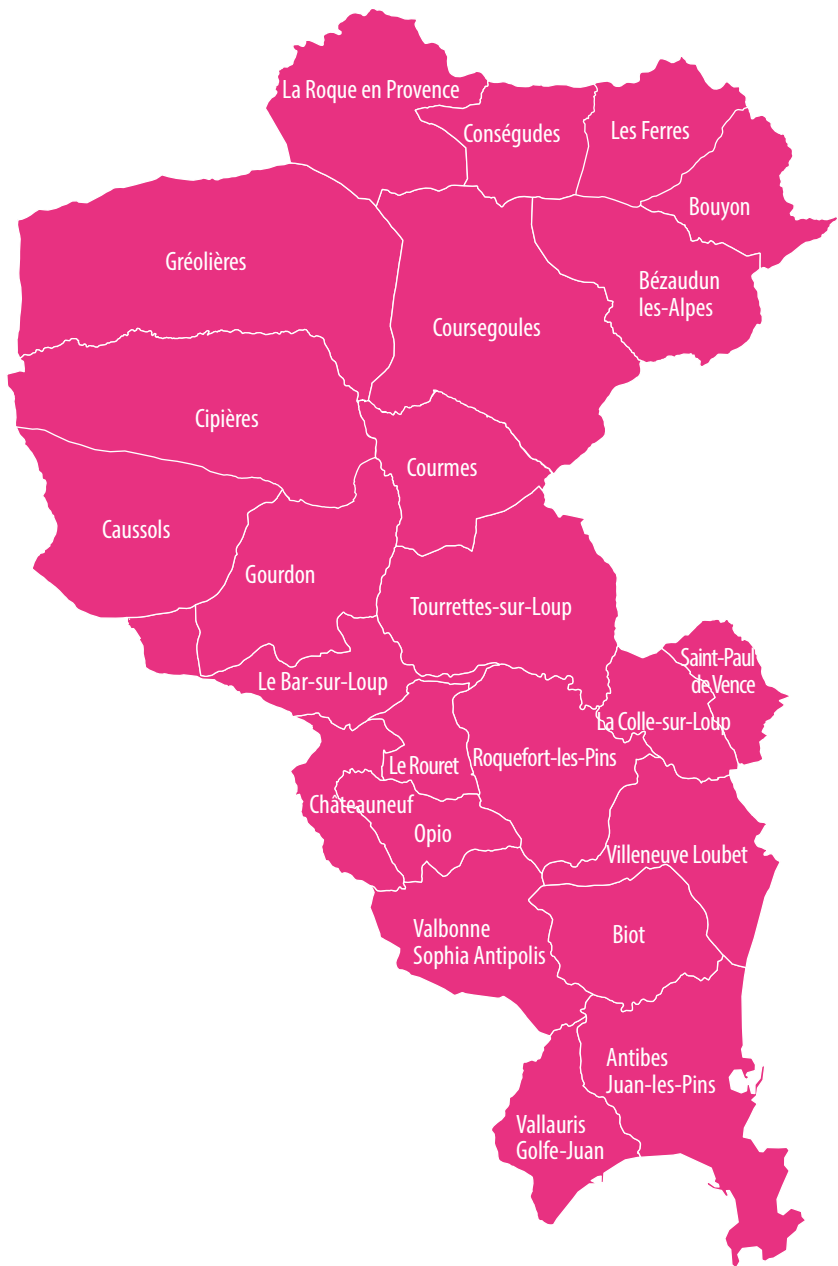 La Roque en Provence
Conségudes
Les Ferres
Bouyon
Gréolières
Bézaudun
les-Alpes
Coursegoules
Cipières
Courmes
Caussols
Gourdon
Tourrettes-sur-Loup
Saint-Paul
de Vence
Le Bar-sur-Loup
La Colle-sur-Loup
Le Rouret
Roquefort-les-Pins
Châteauneuf
Opio
Villeneuve Loubet
Valbonne
Sophia Antipolis
Biot
Antibes
Juan-les-Pins
Vallauris
Golfe-Juan